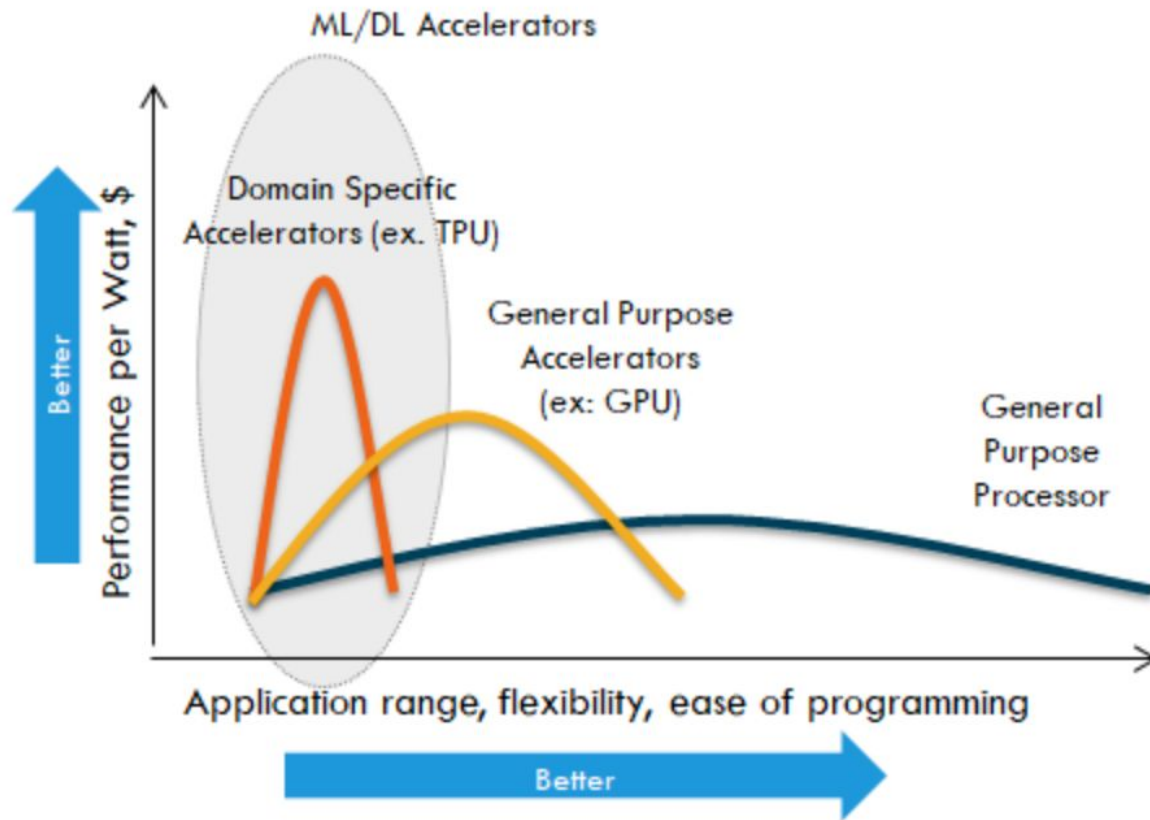 ML/DL Accelerators
Domain Specific
Accelerators (ex. TPU)
General Purpose
Accelerators
(ex: GPU)
General
Purpose
Processor
Performance per Watt, $
Better
Application range, flexibility, ease of programming
Better